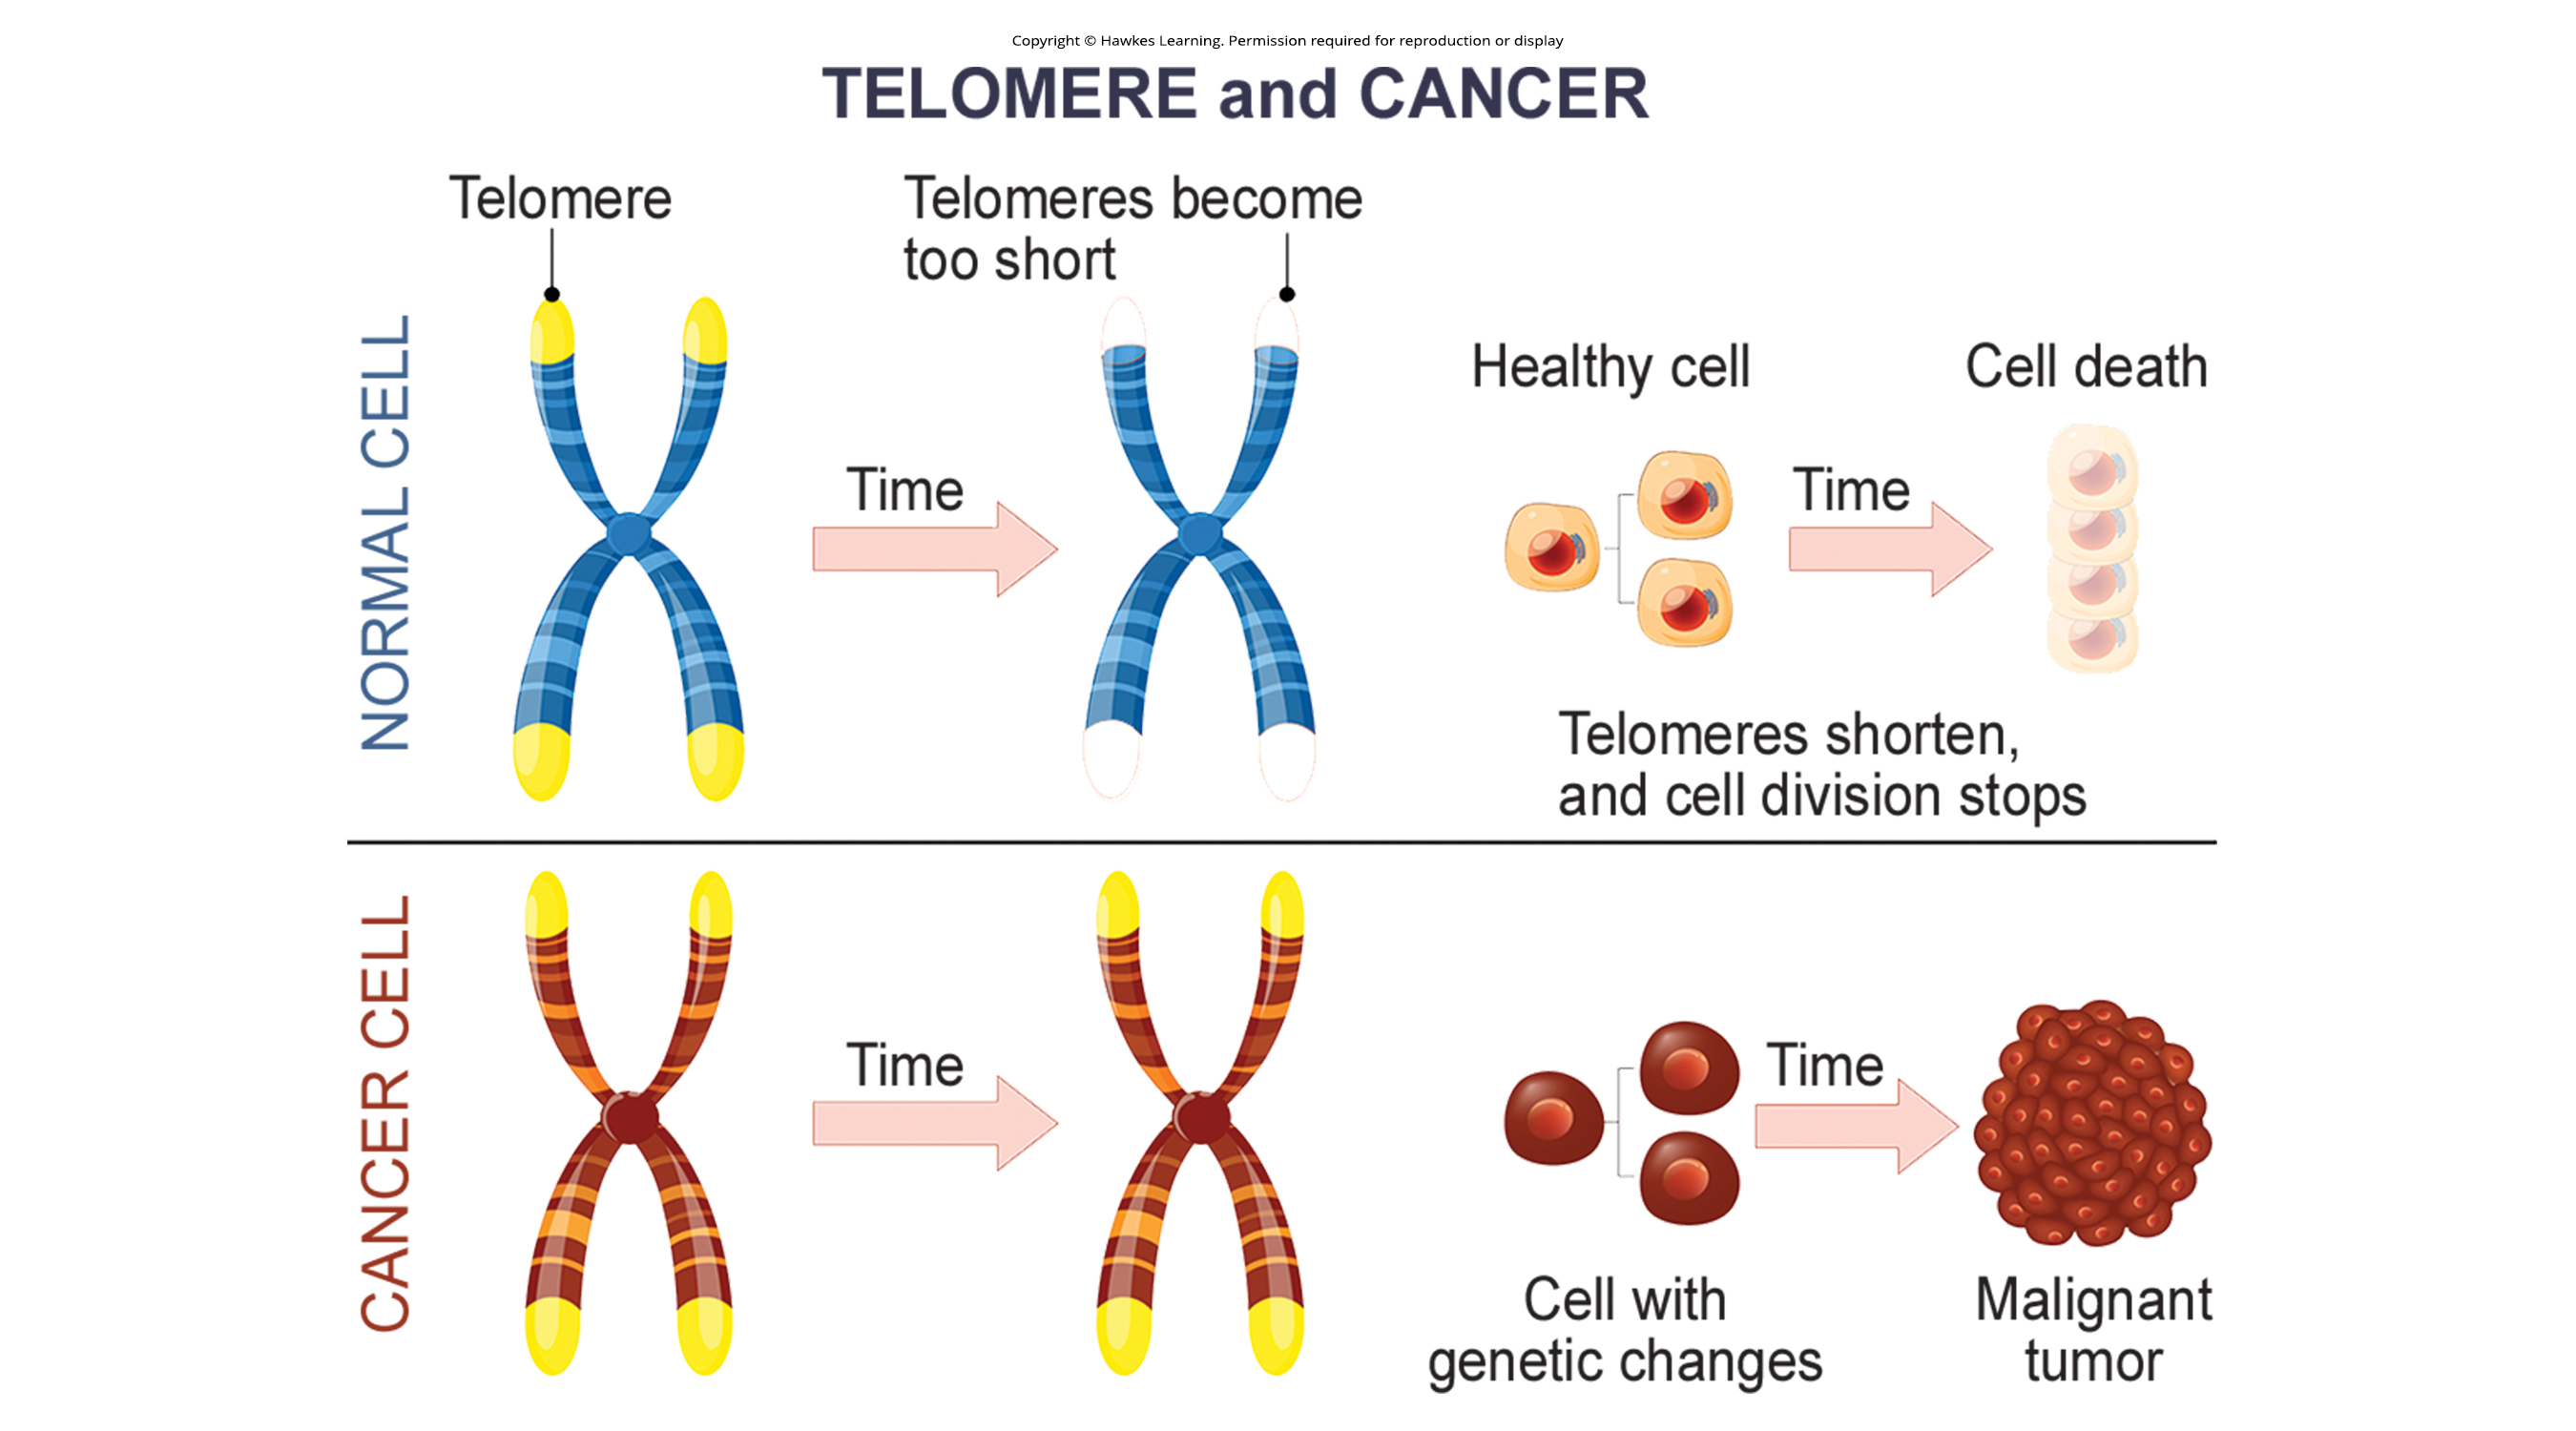 Copyright © Hawkes Learning. Permission required for reproduction or display
TELOMERE and CANCER
NORMAL CELL
Telomere
Telomeres become
too short
Time
Healthy cell
Time
Cell death
Telomeres shorten,
and cell division stops
CANCER CELL
Time
Time
Cell with
genetic changes
Malignant
tumor